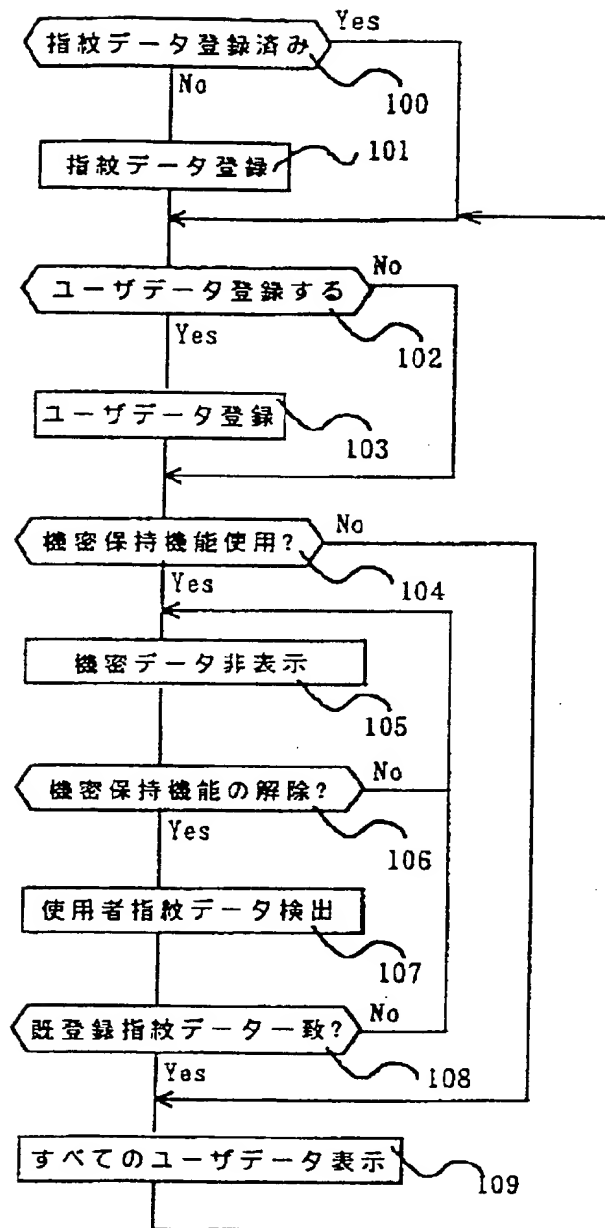 指紋データ登録済み
Yes
100
No
指紋データ登録
101
ユーザデータ登録する
No
102
Yes
ユーザデータ登録
103
機密保持機能使用?
No
104
Yes
機密データ非表示
105
機密保持機能の解除?
No
106
Yes
使用者指紋データ検出
107
既登録指紋データ一致?
No
108
Yes
すべてのユーザデータ表示
109